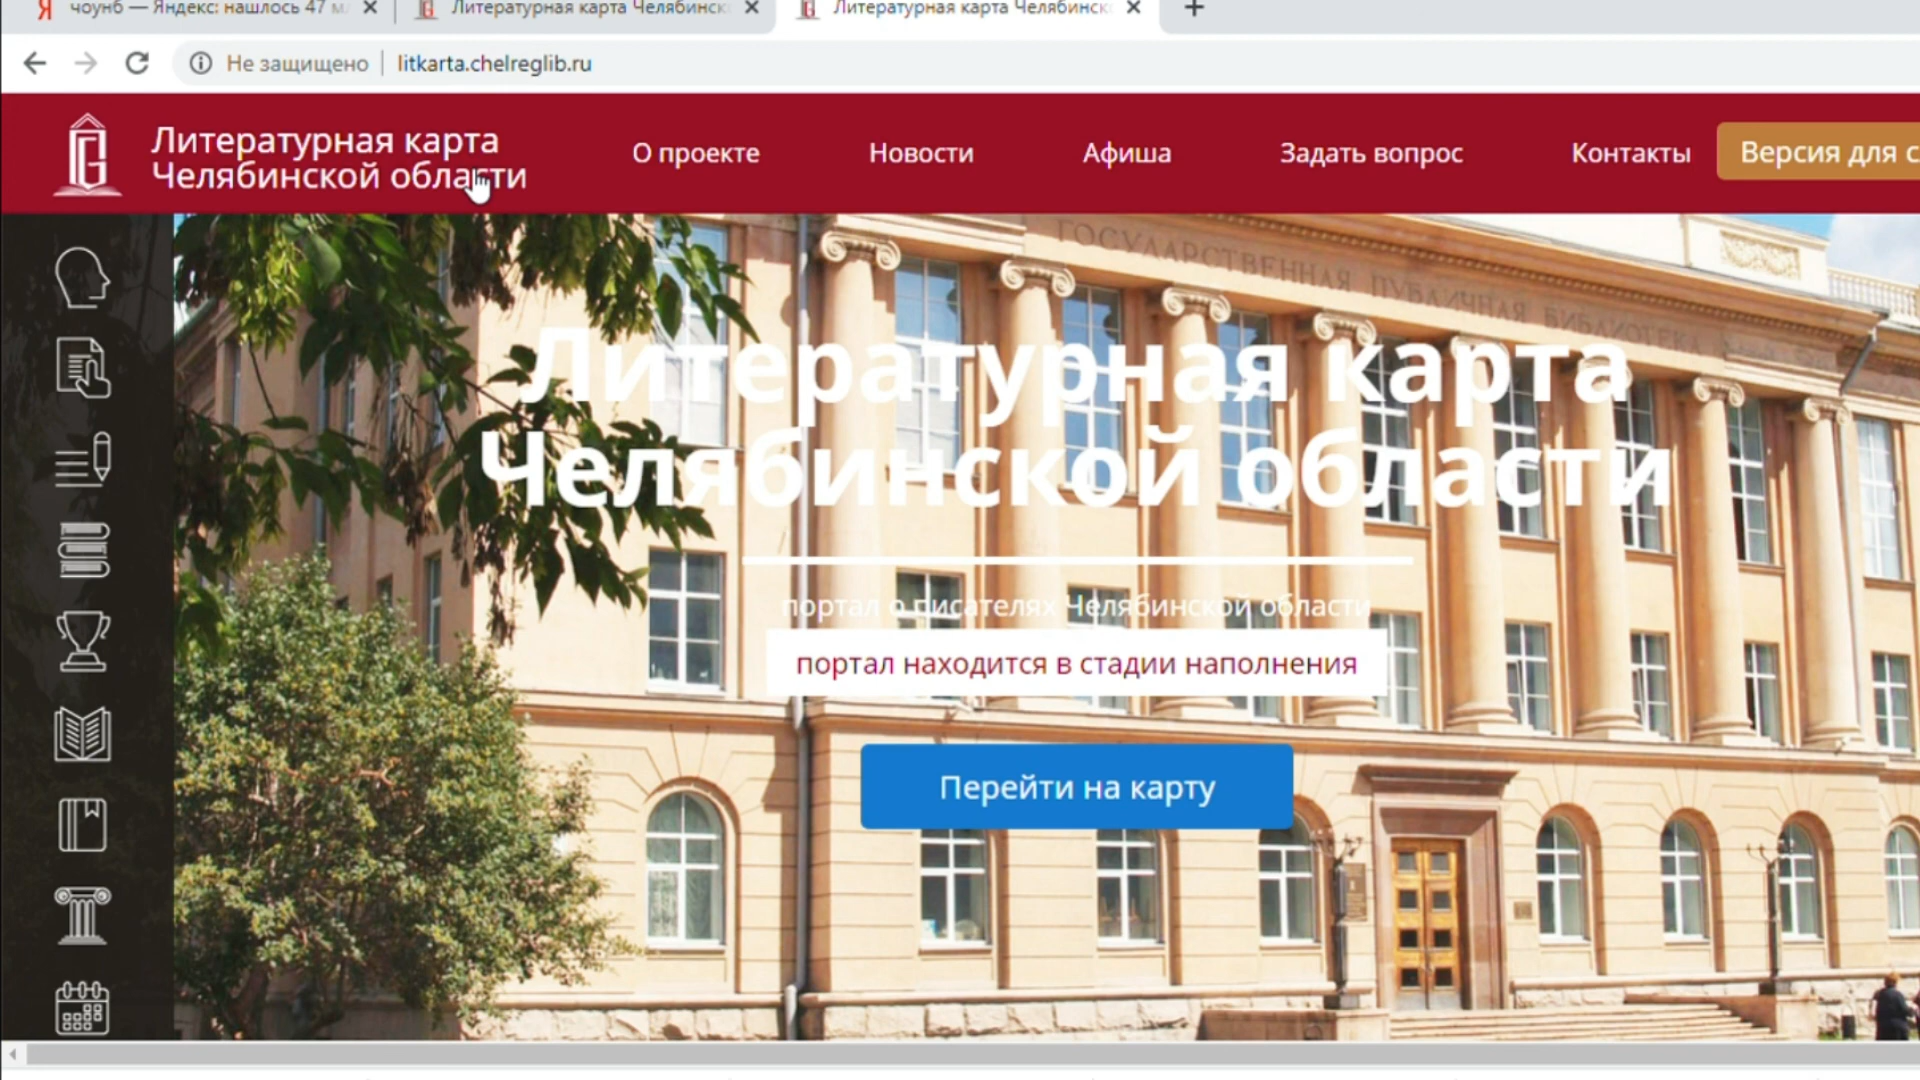 чоунб — Яндекс: нашлось 47 м
Литературная карта Челябинск
Литературная карта Челябинск
Не защищено
litkarta.chelreglib.ru
Литературная карта
Челябинской области
О проекте
Новости
Афиша
Задать вопрос
Контакты
Версия для с
ГОСУДАРСТВЕННАЯ ПУБЛИЧНАЯ БИБЛИОТЕКА
Литературная карта
Челябинской области
портал о писателях Челябинской области
портал находится в стадии наполнения
Перейти на карту